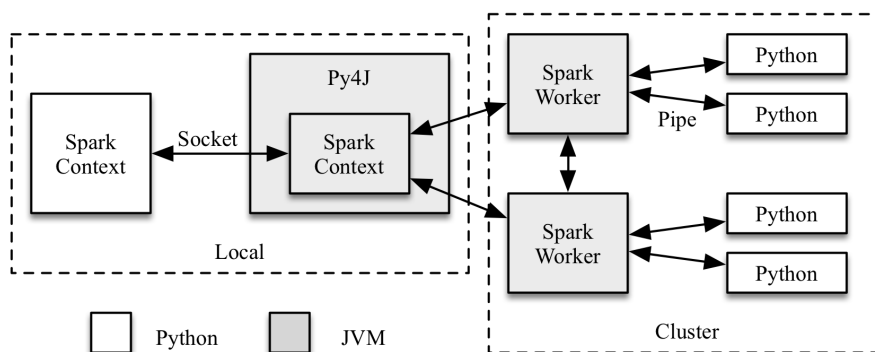 Py4J
Spark
Context
Socket
Spark
Context
Local
Spark
Worker
Python
Python
Pipe
Spark
Worker
Python
Python
Cluster
Python
JVM